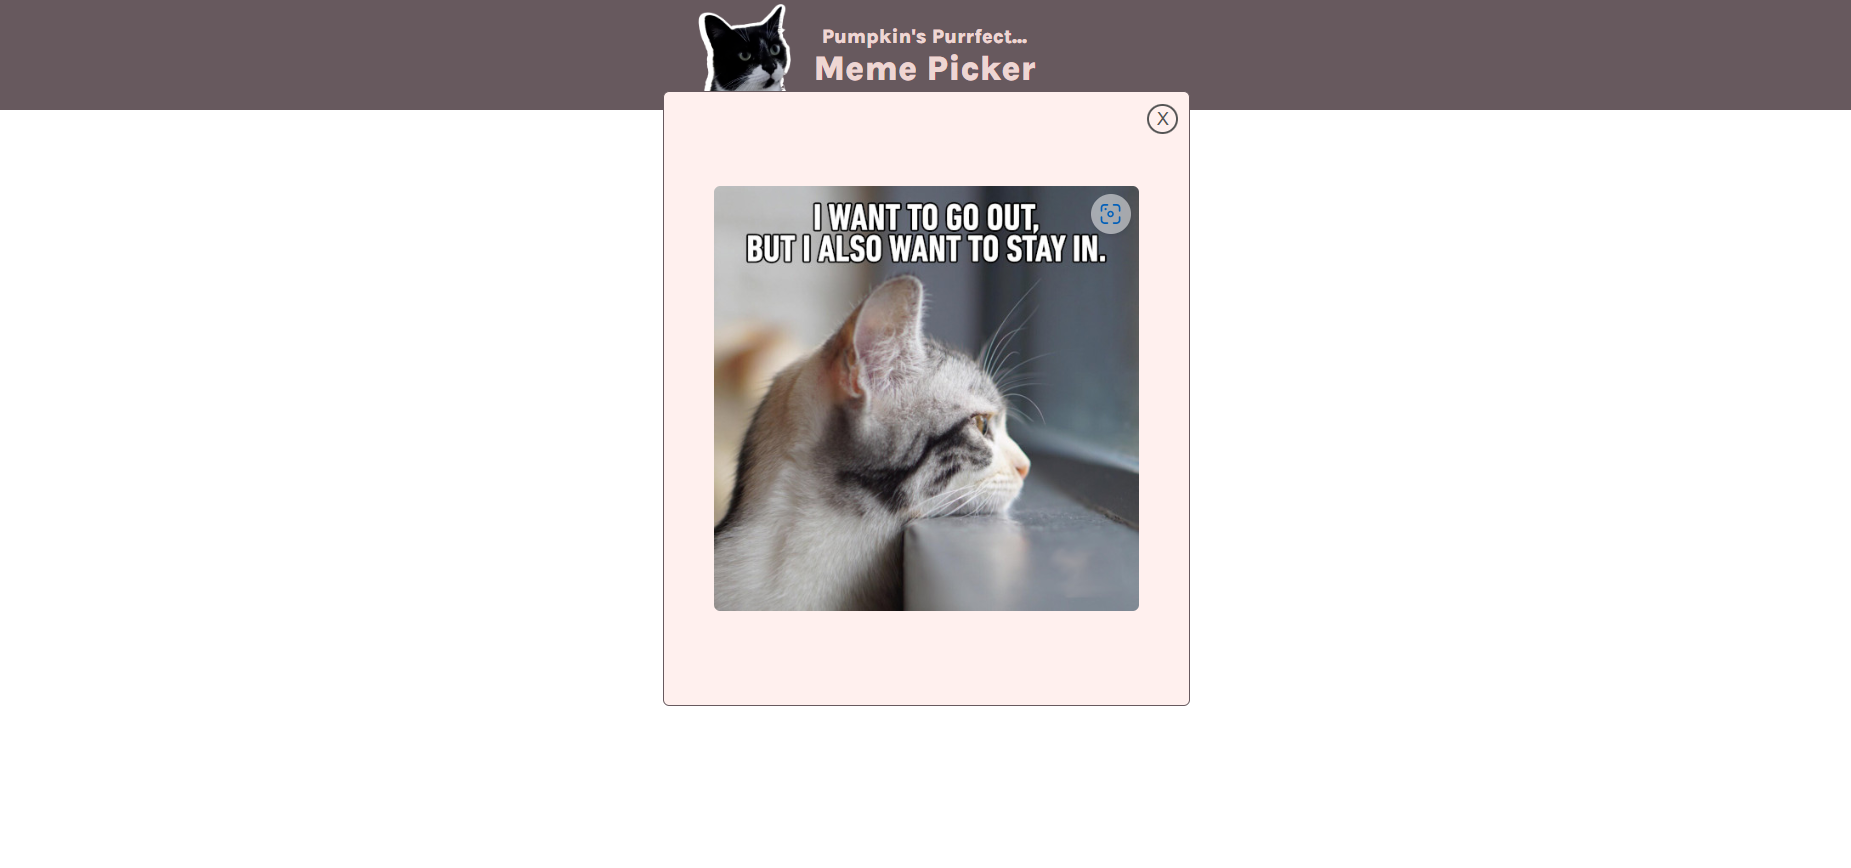 Pumpkin's Purrfect...
Meme Picker
X
I WANT TO GO OUT,
BUT I ALSO WANT TO STAY IN.